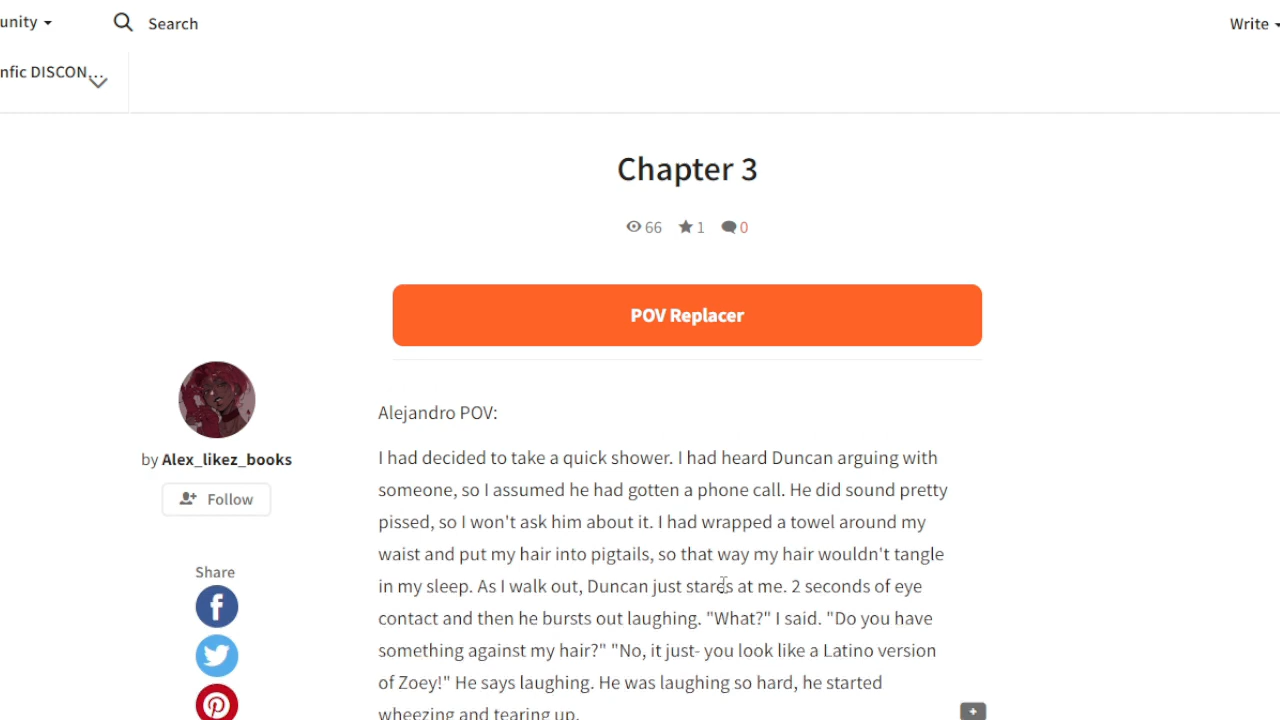 unity
Search
Write
nfic DISCON...
Chapter 3
66 1 0
POV Replacer
by Alex_likez_books
Follow
Share
Alejandro POV:
I had decided to take a quick shower. I had heard Duncan arguing with
someone, so I assumed he had gotten a phone call. He did sound pretty
pissed, so I won't ask him about it. I had wrapped a towel around my
waist and put my hair into pigtails, so that way my hair wouldn't tangle
in my sleep. As I walk out, Duncan just stares at me. 2 seconds of eye
contact and then he bursts out laughing. "What?" I said. "Do you have
something against my hair?" "No, it just- you look like a Latino version
of Zoey!" He says laughing. He was laughing so hard, he started
wheezing and tearing up.